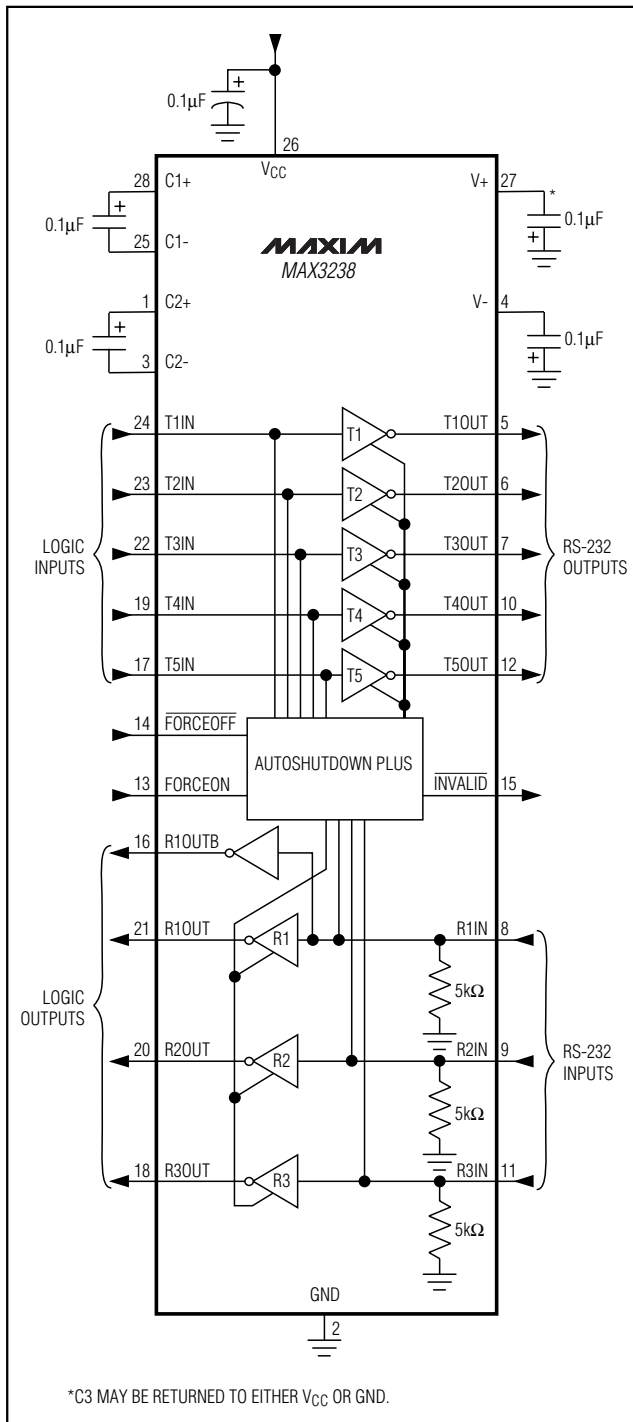 0.1µF
26
VCC
28 C1+
V+ 27
*
0.1µF
0.1µF
25 C1-
MAXIM
MAX3238
1 C2+
V- 4
0.1µF
0.1µF
3 C2-
24 T1IN T1 T1OUT 5
23 T2IN T2 T2OUT 6
LOGIC
INPUTS
22 T3IN T3 T3OUT 7
RS-232
OUTPUTS
19 T4IN T4 T4OUT 10
17 T5IN T5 T5OUT 12
14 FORCEOFF
AUTOSHUTDOWN PLUS
13 FORCEON
INVALID 15
16 R1OUTB
21 R1OUT R1 R1IN 8
5kΩ
LOGIC
OUTPUTS
20 R2OUT R2 R2IN 9
RS-232
INPUTS
5kΩ
18 R3OUT R3 R3IN 11
5kΩ
GND
2
*C3 MAY BE RETURNED TO EITHER VCC OR GND.